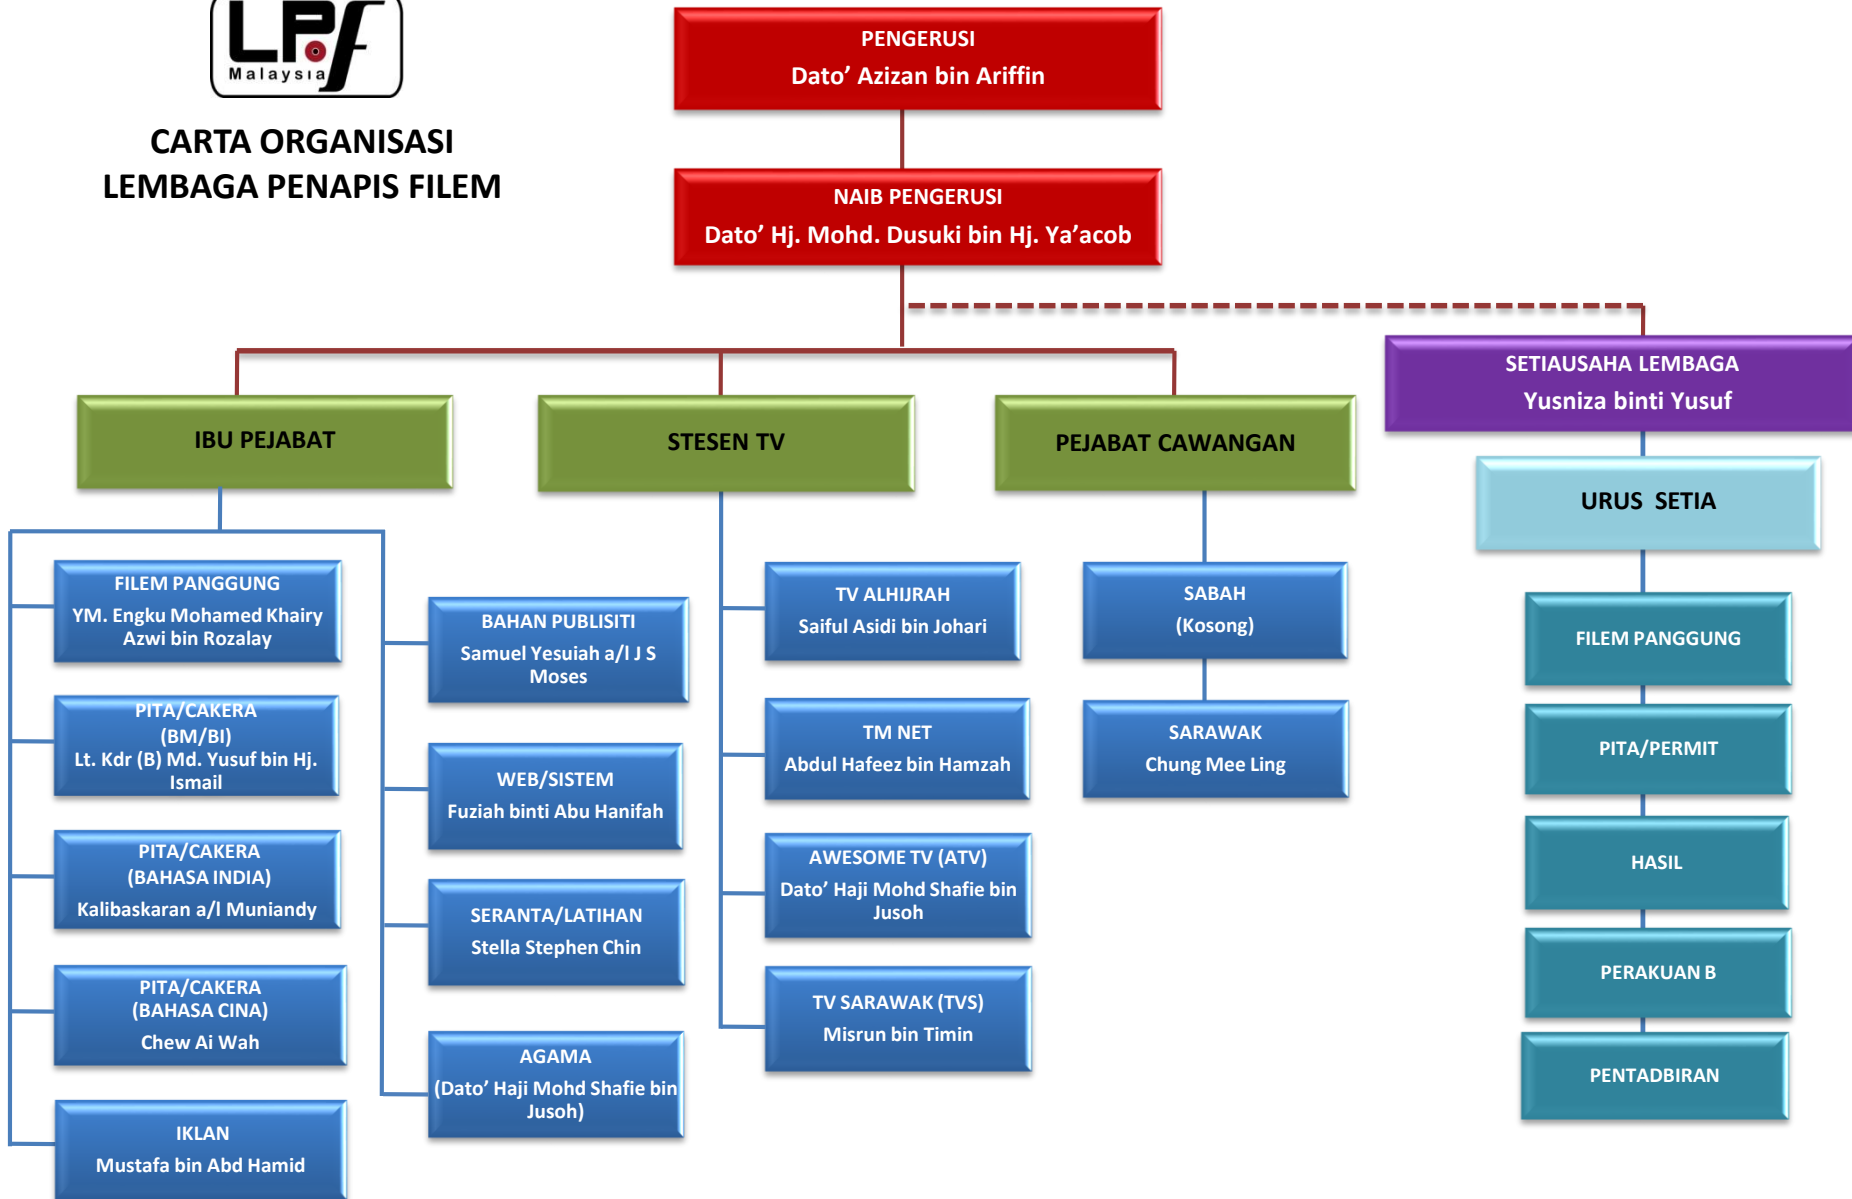 LPf
Malaysia
CARTA ORGANISASI
LEMBAGA PENAPIS FILEM
PENGERUSI
Dato’ Azizan bin Ariffin
NAIB PENGERUSI
Dato’ Hj. Mohd. Dusuki bin Hj. Ya’acob
SETIAUSAHA LEMBAGA
Yusniza binti Yusuf
IBU PEJABAT
STESEN TV
PEJABAT CAWANGAN
URUS SETIA
FILEM PANGGUNG
YM. Engku Mohamed Khairy
Azwi bin Rozalay
PITA/CAKERA
(BM/BI)
Lt. Kdr (B) Md. Yusuf bin Hj.
Ismail
PITA/CAKERA
(BAHASA INDIA)
Kalibaskaran a/l Muniandy
PITA/CAKERA
(BAHASA CINA)
Chew Ai Wah
IKLAN
Mustafa bin Abd Hamid
BAHAN PUBLISITI
Samuel Yesuiah a/l J S
Moses
WEB/SISTEM
Fuziah binti Abu Hanifah
SERANTA/LATIHAN
Stella Stephen Chin
AGAMA
(Dato’ Haji Mohd Shafie bin
Jusoh)
TV ALHIJRAH
Saiful Asidi bin Johari
TM NET
Abdul Hafeez bin Hamzah
AWESOME TV (ATV)
Dato’ Haji Mohd Shafie bin
Jusoh
TV SARAWAK (TVS)
Misrun bin Timin
SABAH
(Kosong)
SARAWAK
Chung Mee Ling
FILEM PANGGUNG
PITA/PERMIT
HASIL
PERAKUAN B
PENTADBIRAN